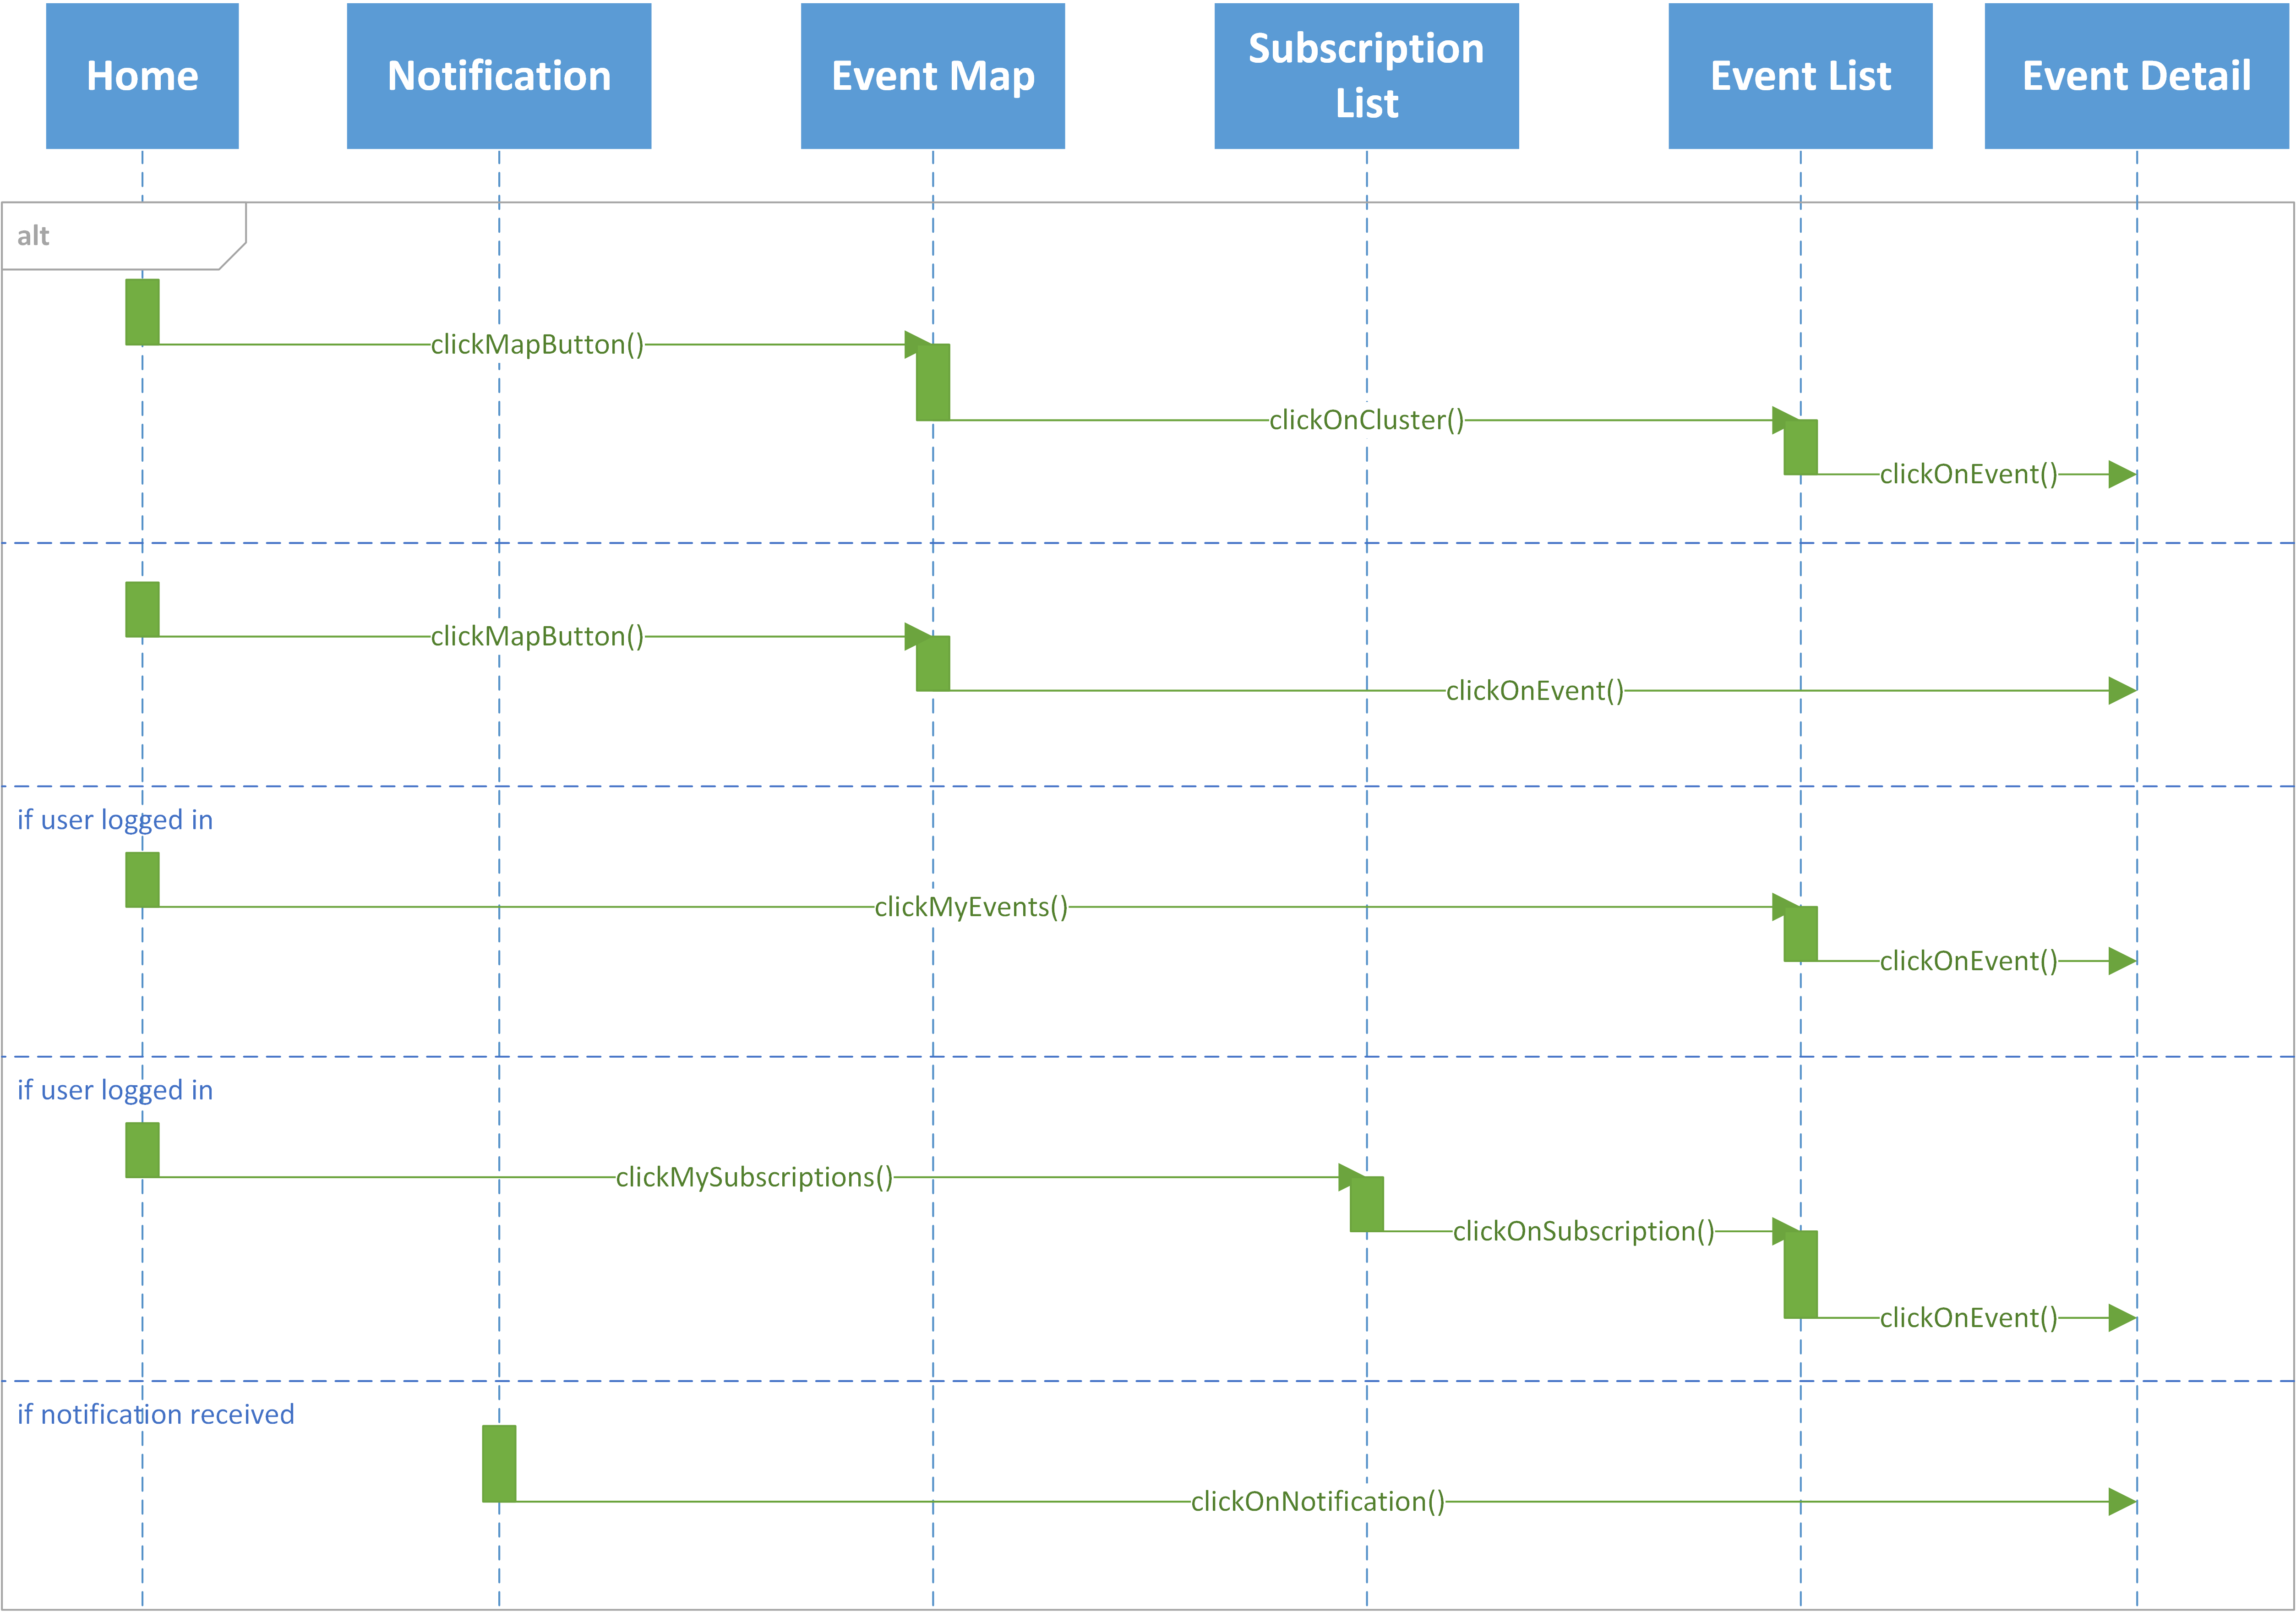 Home
Notification
Event Map
Subscription
List
Event List
Event Detail
alt
clickMapButton()
clickOnCluster()
clickOnEvent()
clickMapButton()
clickOnEvent()
if user logged in
clickMyEvents()
clickOnEvent()
if user logged in
clickMySubscriptions()
clickOnSubscription()
clickOnEvent()
if notification received
clickOnNotification()